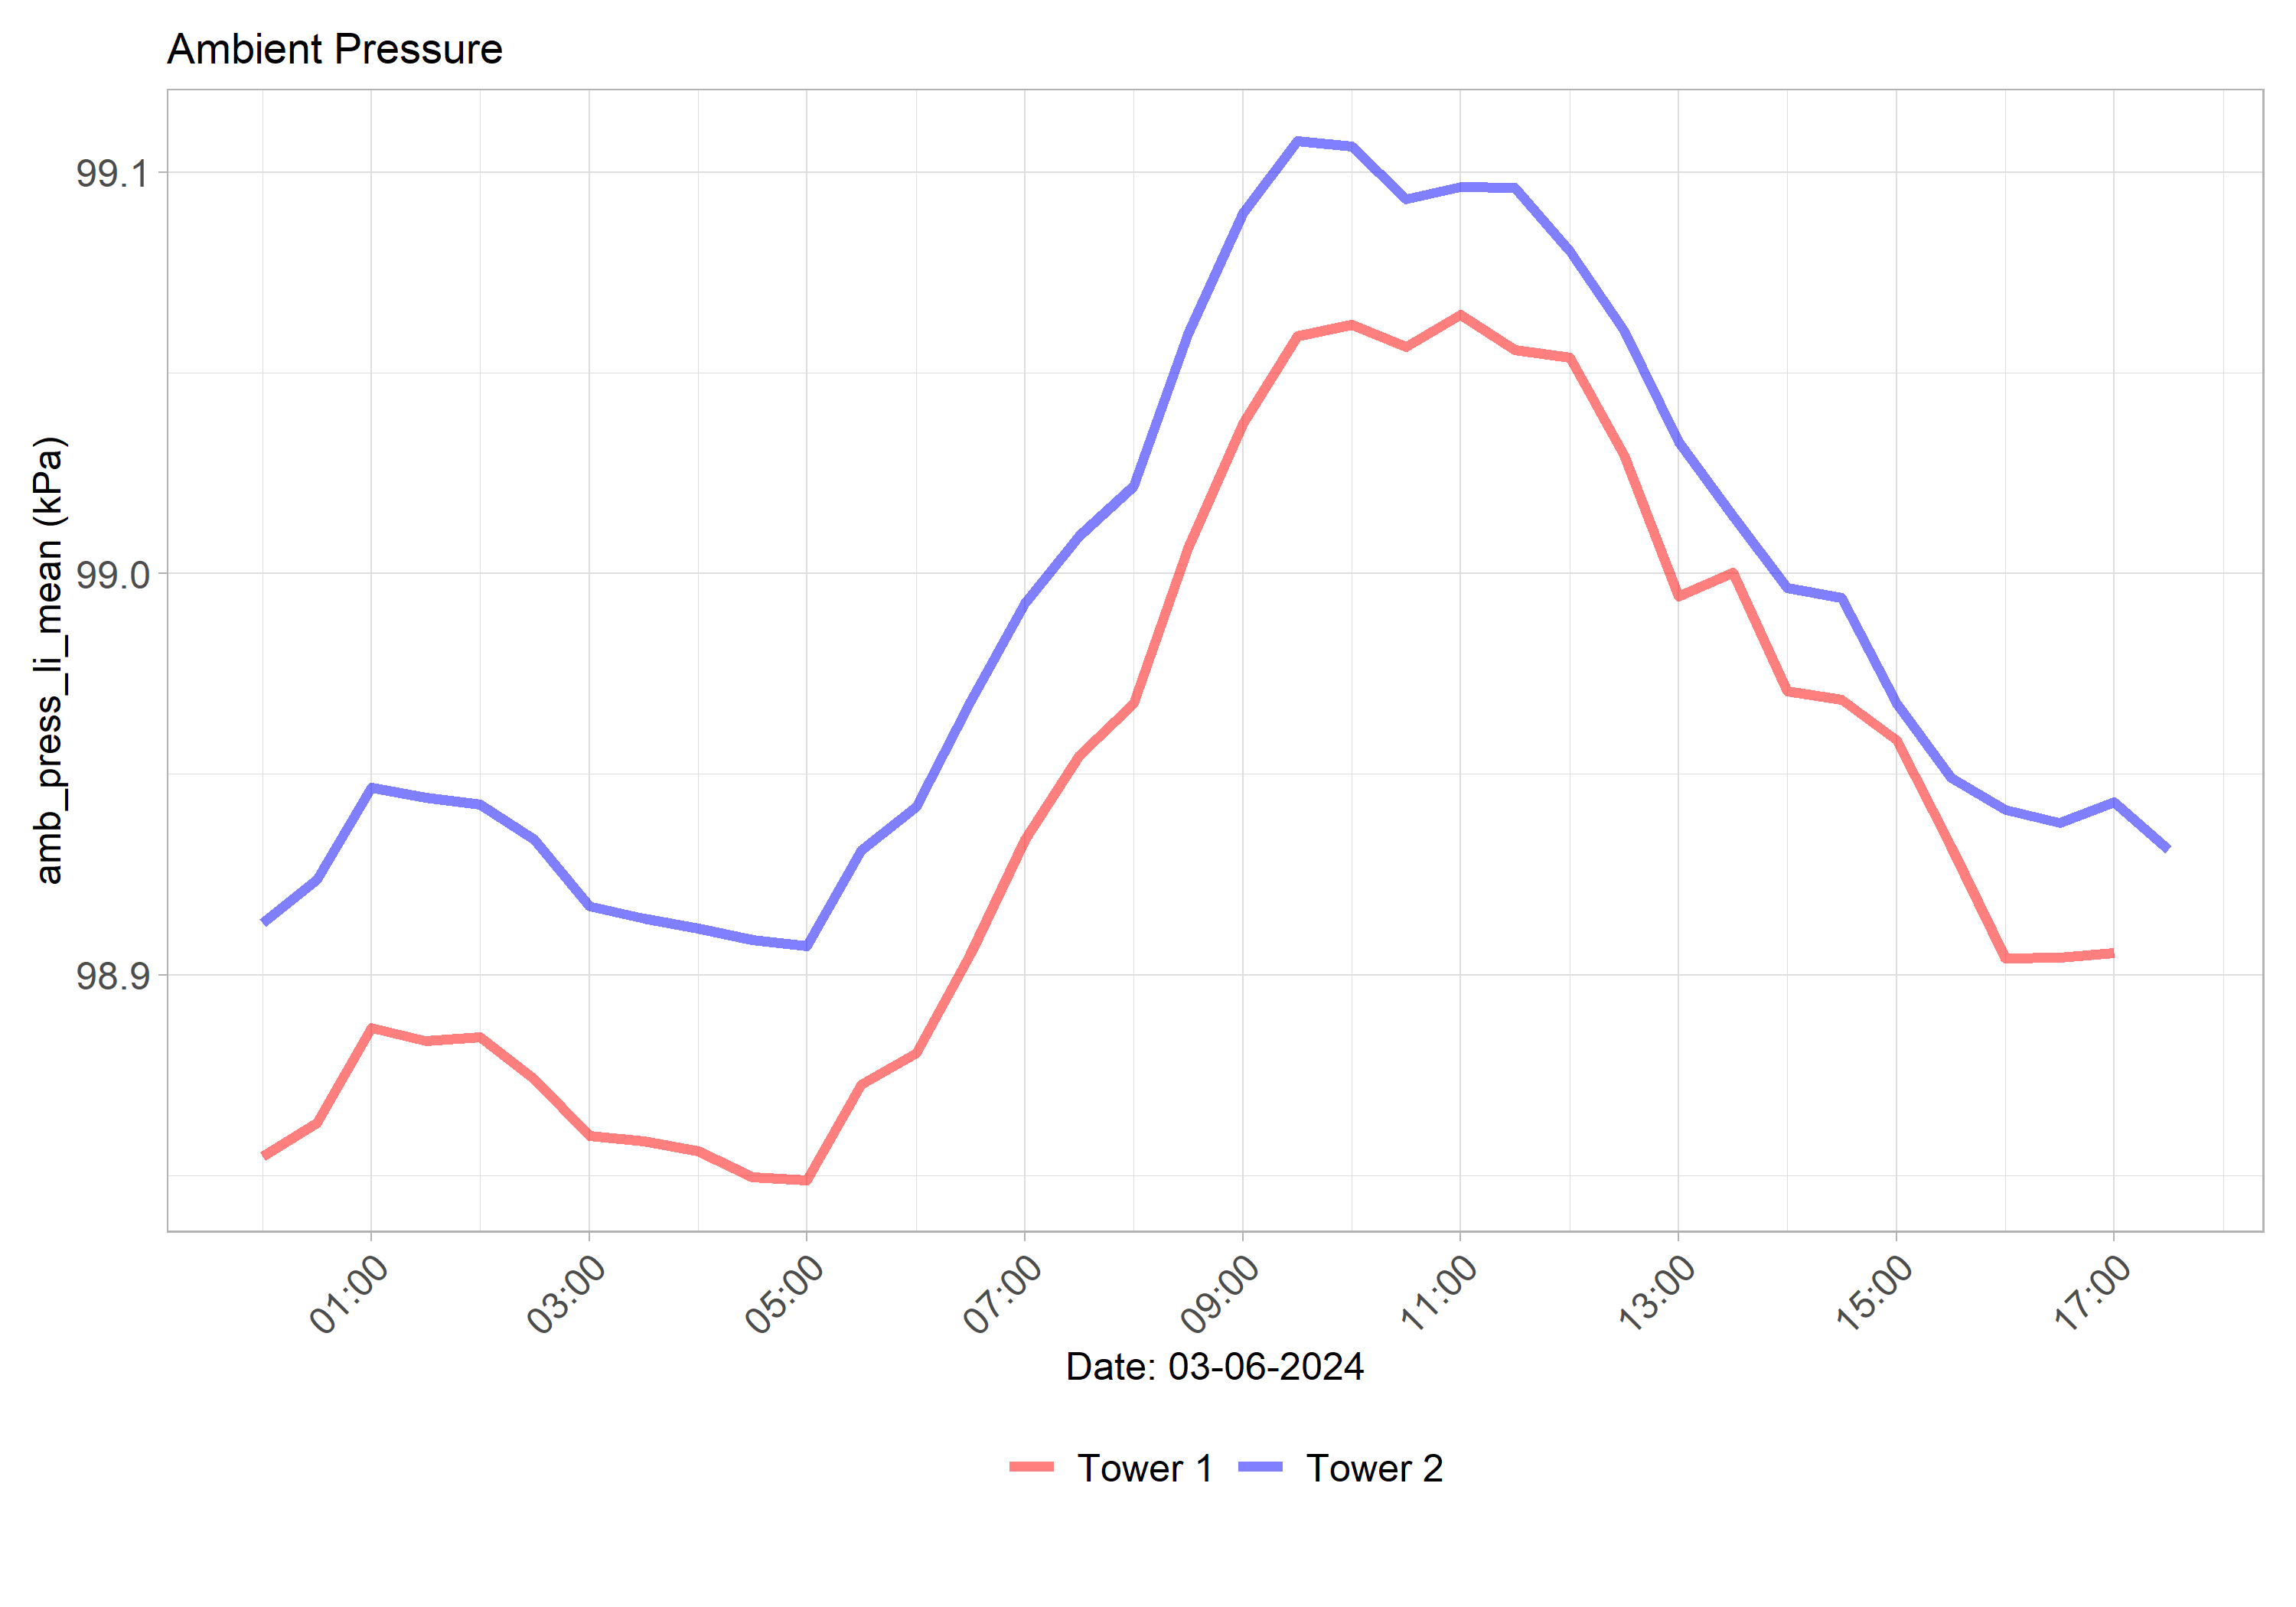 Ambient Pressure
amb_press_li_mean (kPa)
99.1
99.0
98.9
01:00 03:00 05:00 07:00 09:00 11:00 13:00 15:00 17:00
Date: 03-06-2024
Tower 1 Tower 2